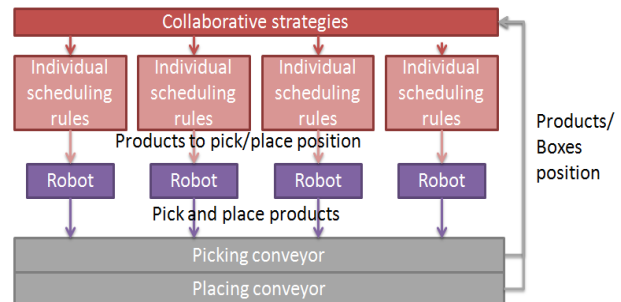 Collaborative strategies
Individual scheduling rules
Individual scheduling rules
Individual scheduling rules
Individual scheduling rules
Products to pick/place position
Robot
Robot
Robot
Robot
Pick and place products
Picking conveyor
Placing conveyor
Products/
Boxes
position